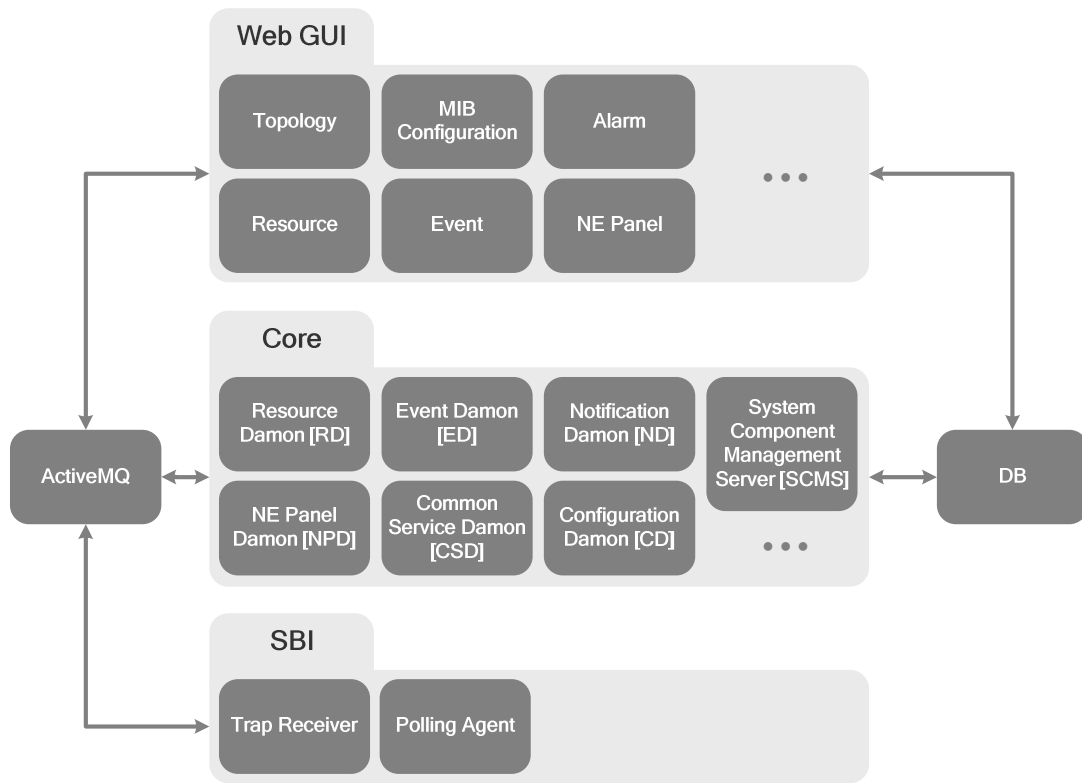 Web GUI
Topology
MIB
Configuration
Alarm
Resource
Event
NE Panel
Core
Resource
Damon [RD]
Event Damon
[ED]
Notification
Damon [ND]
System
Component
Management
Server [SCMS]
ActiveMQ
DB
NE Panel
Damon [NPD]
Common
Service Damon
[CSD]
Configuration
Damon [CD]
SBI
Trap Receiver
Polling Agent